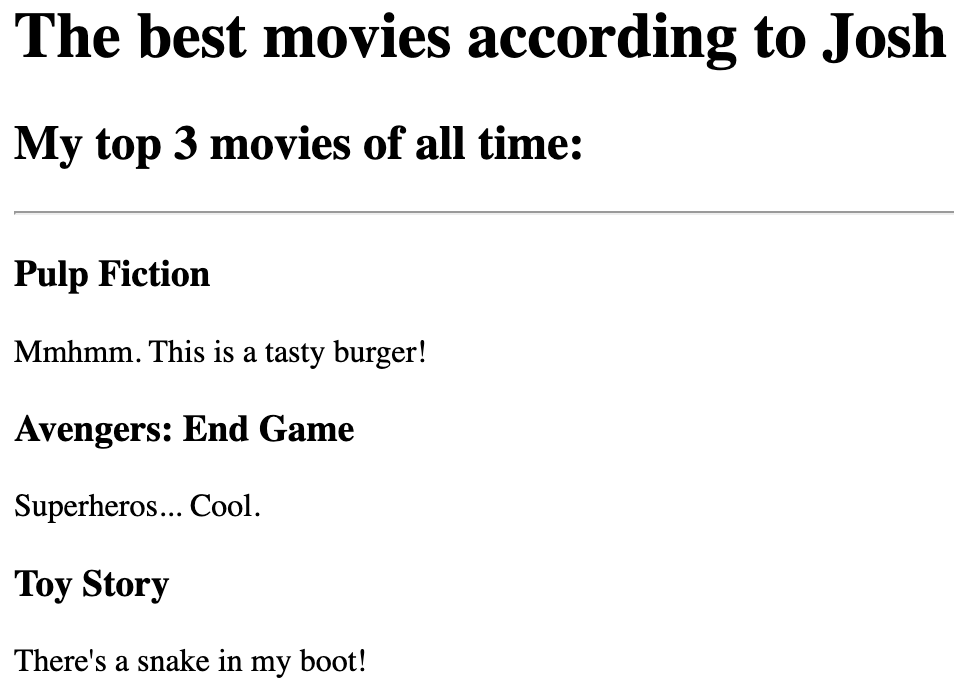 The best movies according to Josh
My top 3 movies of all time:
Pulp Fiction
Mmhmm. This is a tasty burger!
Avengers: End Game
Superheros... Cool.
Toy Story
There's a snake in my boot!